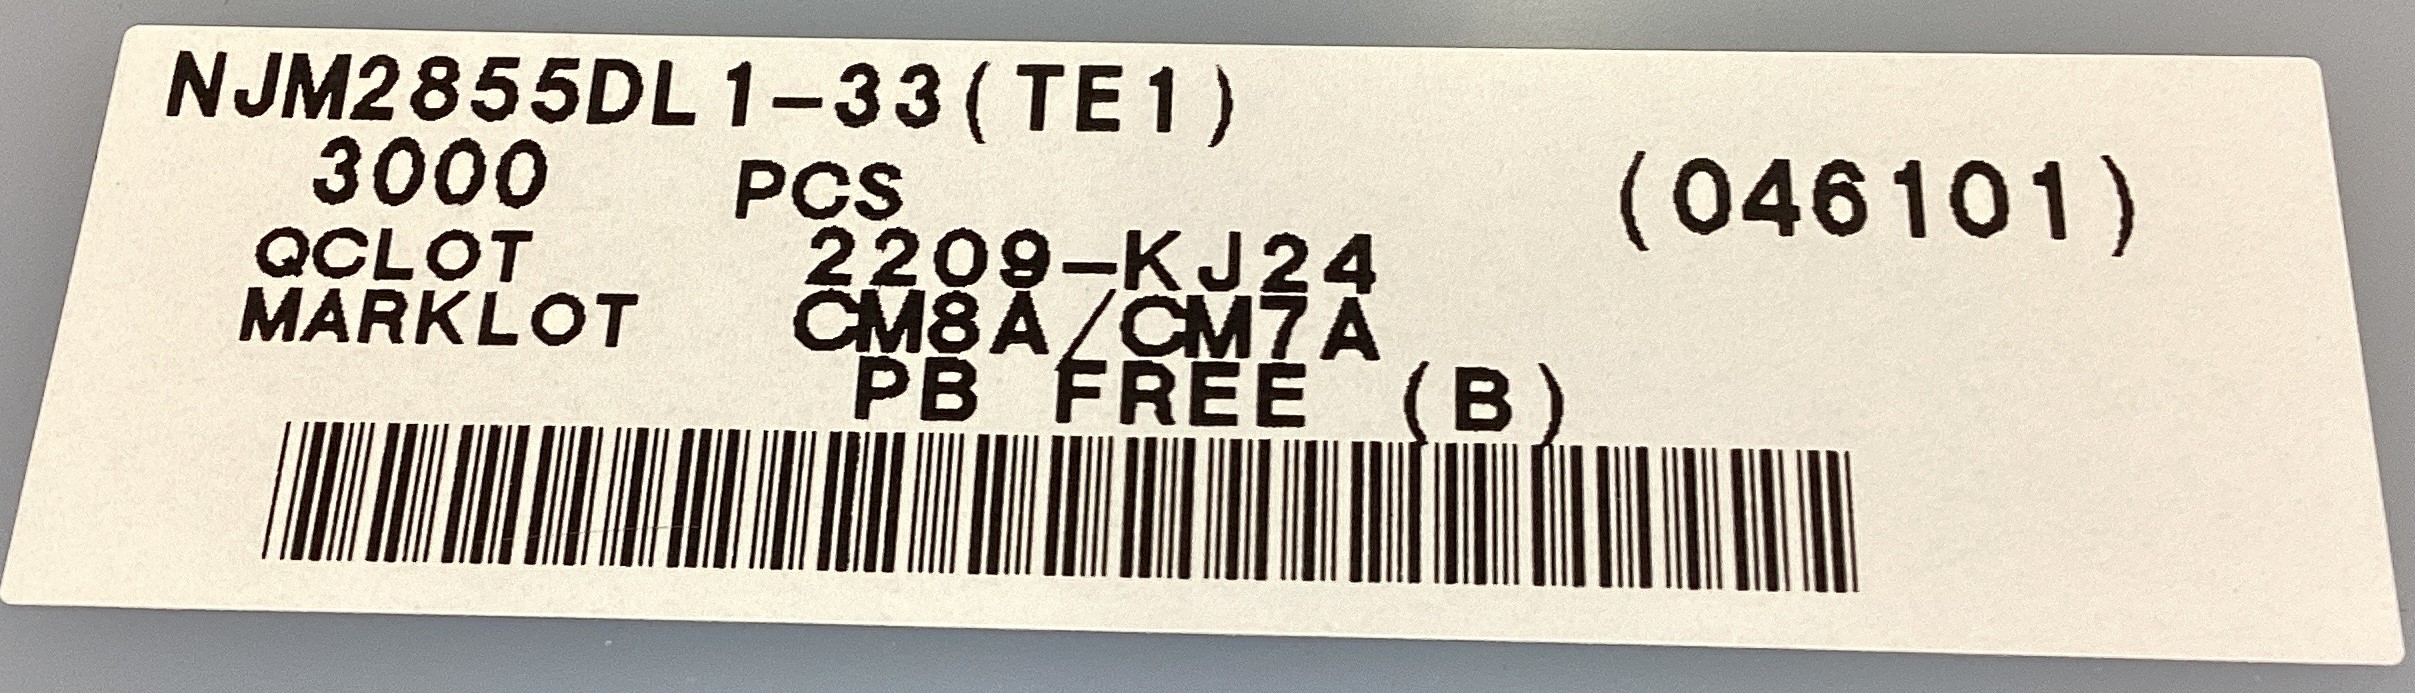 NJM2855DL1-33(TE1)
3000 PCS (046101)
QCLOT 2209-KJ24
MARKLOT CM8A/CM7A
PB FREE (B)